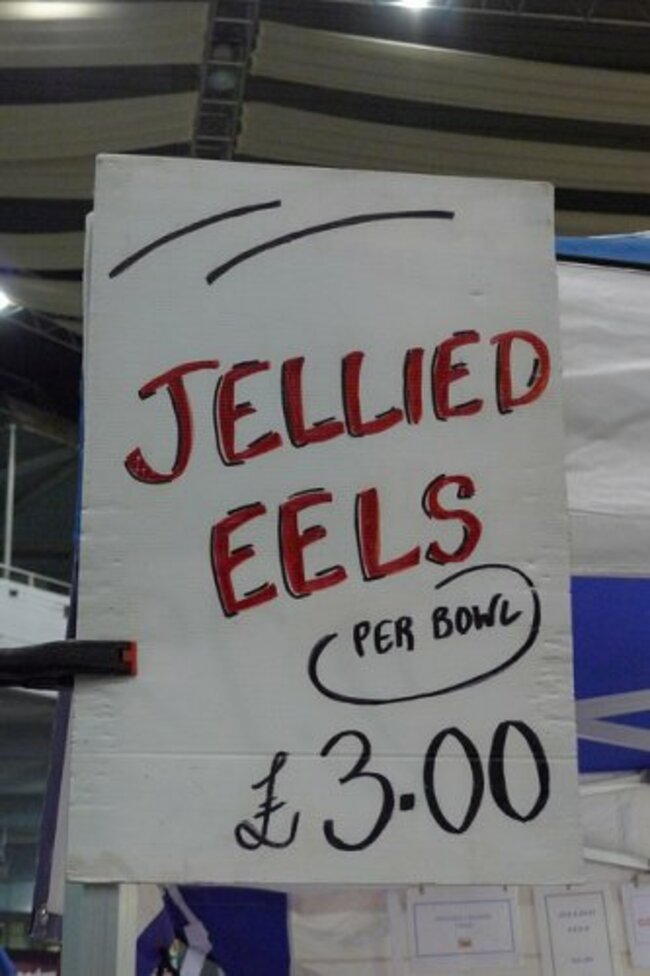 JELLIED
EELS
PER BOWL
£3.00